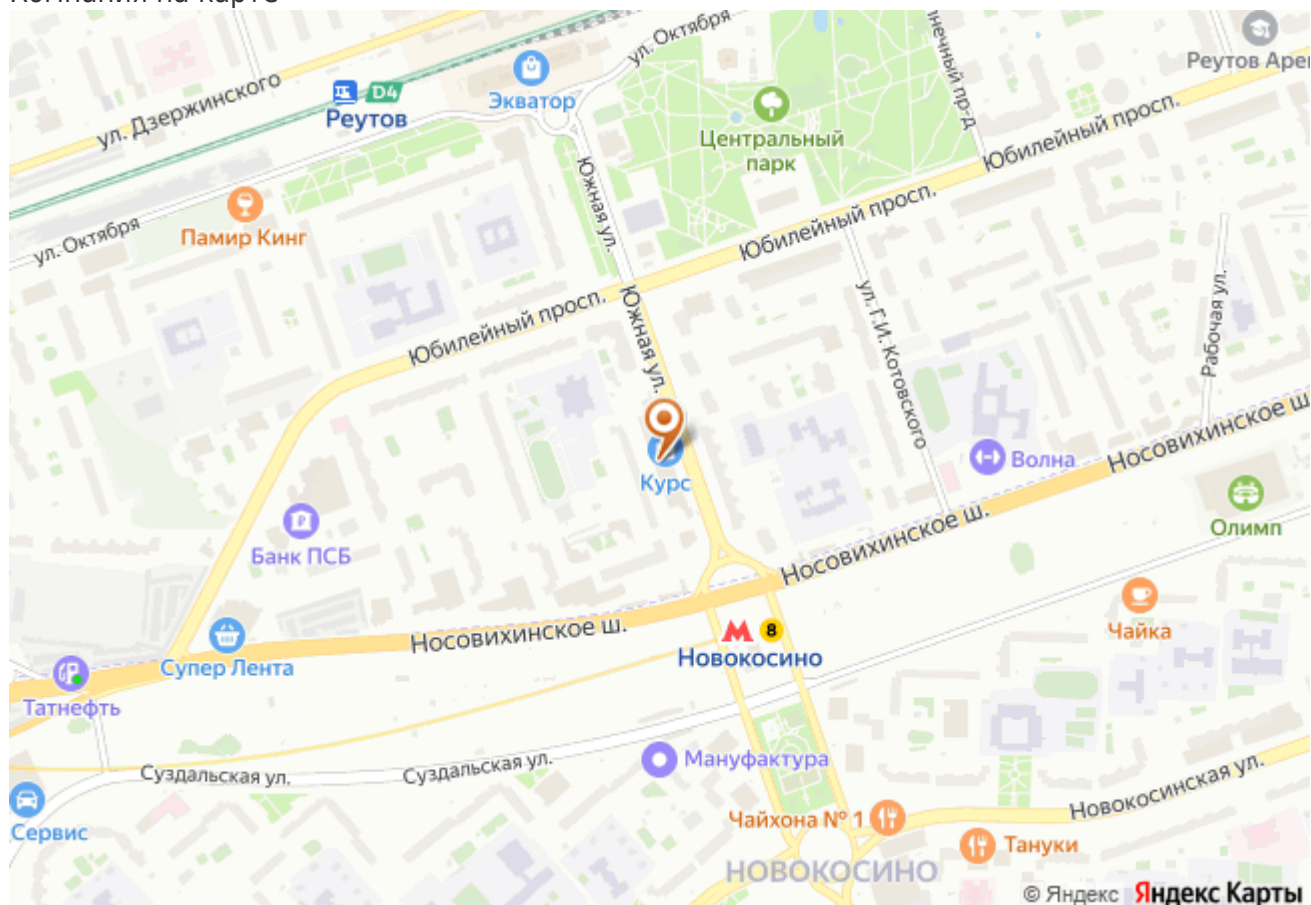 ул. Октября
нечный пр-д
Реутов Аре
ул. Дзержинского
D4
Реутов
Экватор
Центральный
парк
Юбилейный просп.
Южная ул.
ул. Октября
Памир Кинг
Юбилейный просп.
Юбилейный просп.
Южная ул.
ул. Г.И. Котовского
Рабочая ул.
Курс
Волна
Носовихинское ш
Олимп
Банк ПСБ
Носовихинское ш.
Носовихинское ш.
Супер Лента
Татнефть
М 8
Новокосино
Чайка
Суздальская ул.
Суздальская ул.
Мануфактура
Сервис
Чайхона № 1
Новокосинская ул.
Тануки
НОВОКОСИНО
© Яндекс Яндекс Карты